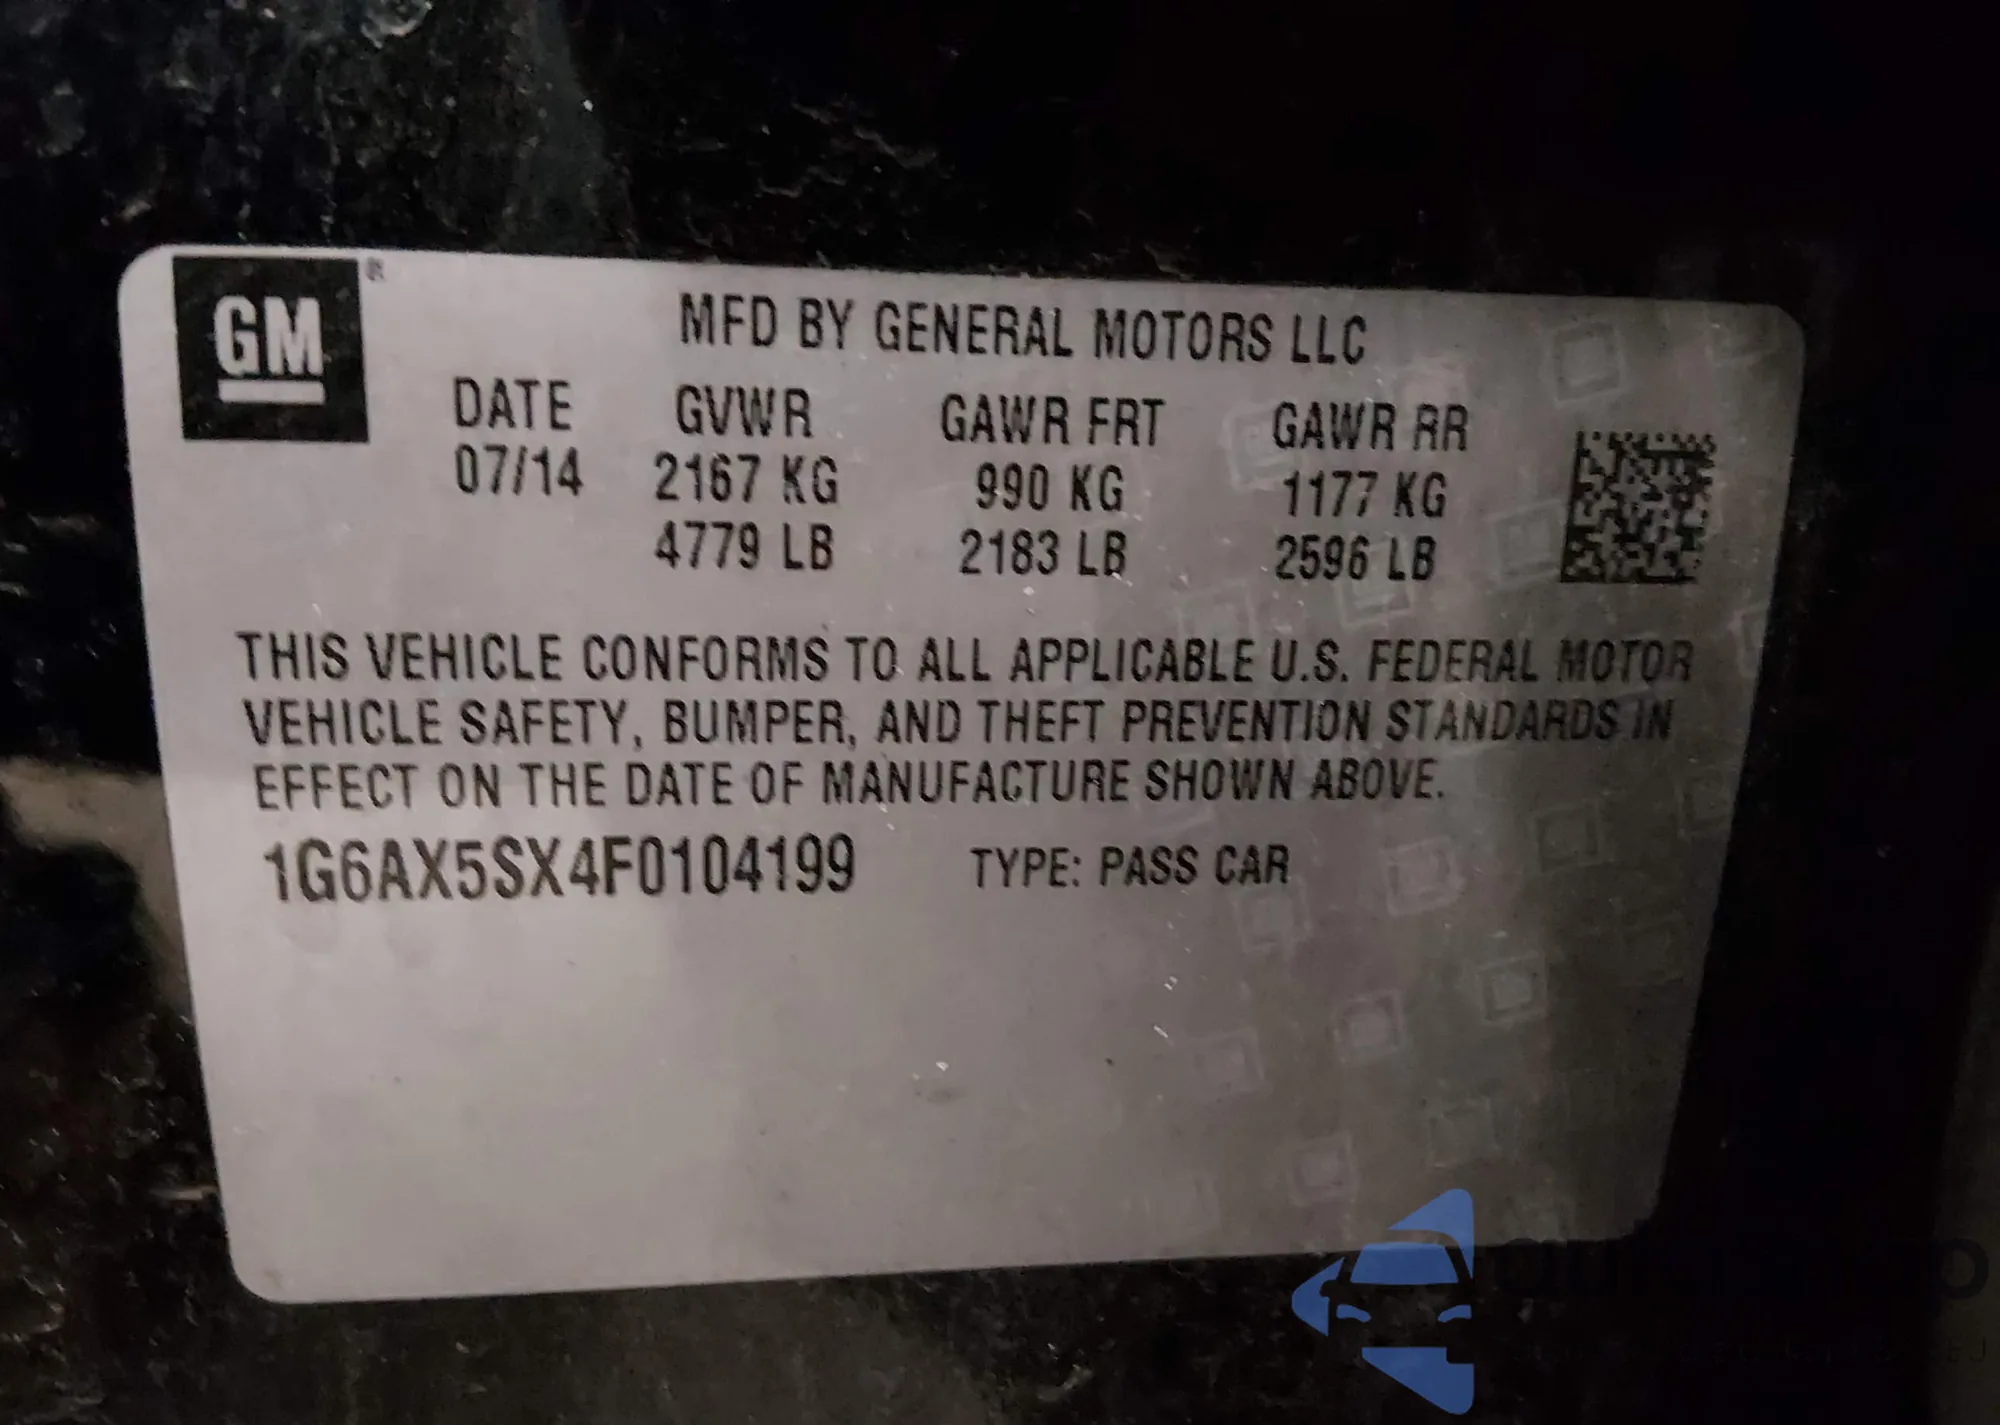 GM ®
MFD BY GENERAL MOTORS LLC
DATE GVWR GAWR FRT GAWR RR
07/14 2167 KG 990 KG 1177 KG
4779 LB 2183 LB 2596 LB
THIS VEHICLE CONFORMS TO ALL APPLICABLE U.S. FEDERAL MOTOR
VEHICLE SAFETY, BUMPER, AND THEFT PREVENTION STANDARDS IN
EFFECT ON THE DATE OF MANUFACTURE SHOWN ABOVE.
1G6AX5SX4F0104199 TYPE: PASS CAR